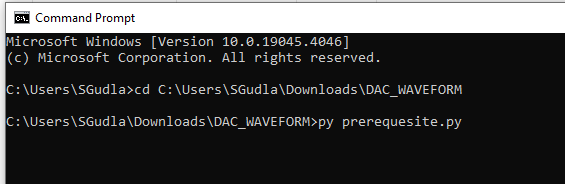 Command Prompt
Microsoft Windows [Version 10.0.19045.4046]
(c) Microsoft Corporation. All rights reserved.
C:\Users\SGudla>cd C:\Users\SGudla\Downloads\DAC_WAVEFORM
C:\Users\SGudla\Downloads\DAC_WAVEFORM>py prerequesite.py